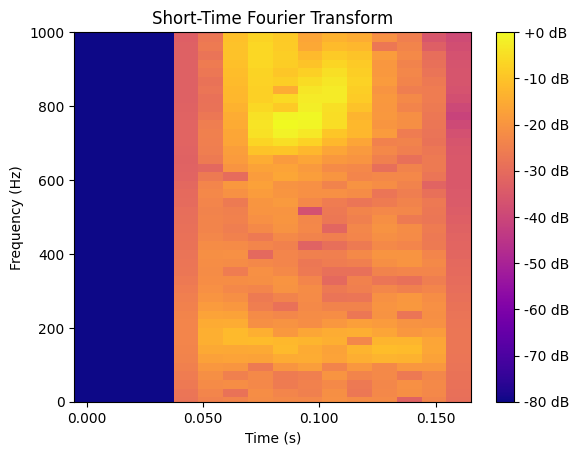 Short-Time Fourier Transform
1000
800
600
400
200
0
Frequency (Hz)
0.000
0.050
0.100
0.150
Time (s)
+0 dB
-10 dB
-20 dB
-30 dB
-40 dB
-50 dB
-60 dB
-70 dB
-80 dB